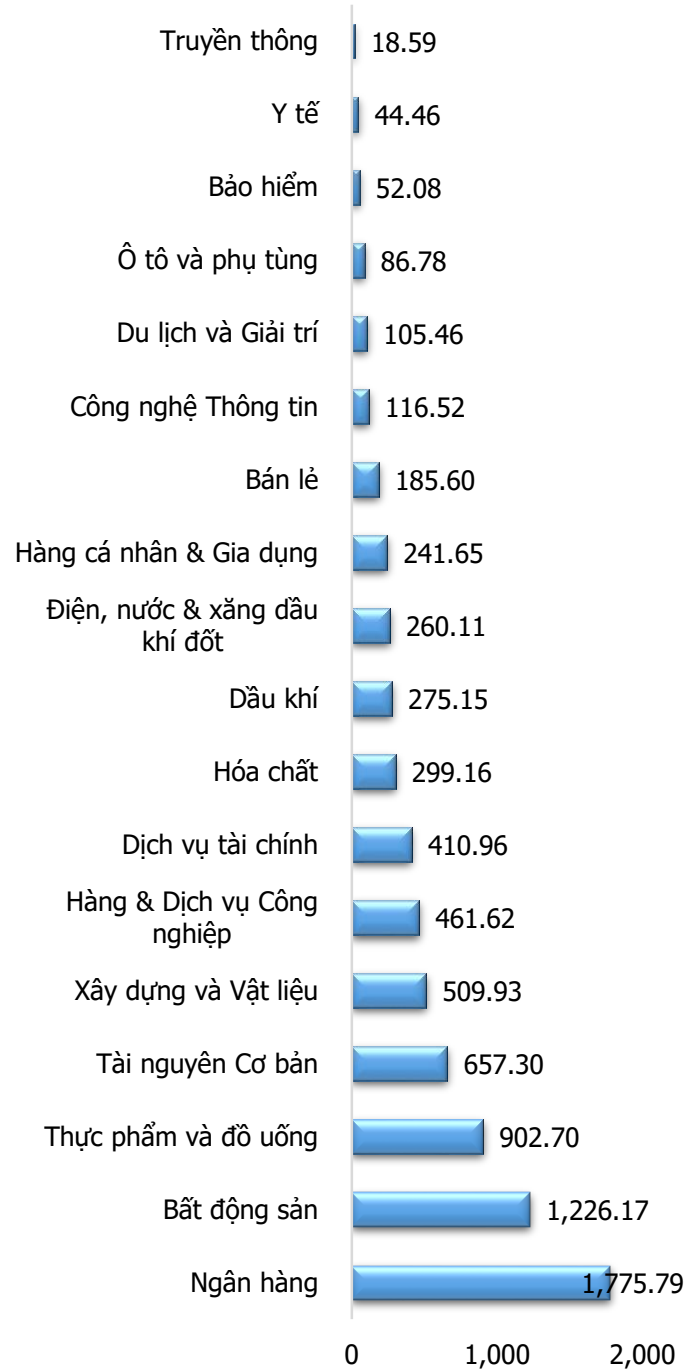 Truyền thông 18.59
Y tế 44.46
Bảo hiểm 52.08
Ô tô và phụ tùng 86.78
Du lịch và Giải trí 105.46
Công nghệ Thông tin 116.52
Bán lẻ 185.60
Hàng cá nhân & Gia dụng 241.65
Điện, nước & xăng dầu
khí đốt 260.11
Dầu khí 275.15
Hóa chất 299.16
Dịch vụ tài chính 410.96
Hàng & Dịch vụ Công
nghiệp 461.62
Xây dựng và Vật liệu 509.93
Tài nguyên Cơ bản 657.30
Thực phẩm và đồ uống 902.70
Bất động sản 1,226.17
Ngân hàng 1,775.79
0 1,000 2,000